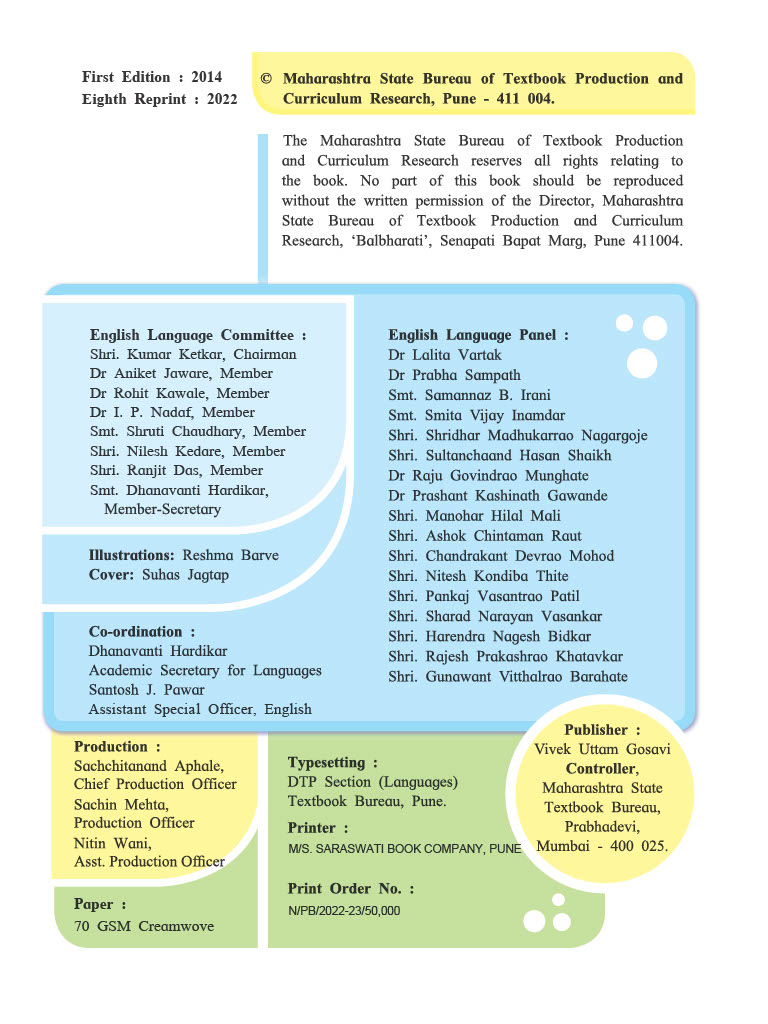 First Edition : 2014
Eighth Reprint : 2022
© Maharashtra State Bureau of Textbook Production and
Curriculum Research, Pune - 411 004.
The Maharashtra State Bureau of Textbook Production
and Curriculum Research reserves all rights relating to
the book. No part of this book should be reproduced
without the written permission of the Director, Maharashtra
State Bureau of Textbook Production and Curriculum
Research, ‘Balbharati’, Senapati Bapat Marg, Pune 411004.
English Language Committee :
Shri. Kumar Ketkar, Chairman
Dr Aniket Jaware, Member
Dr Rohit Kawale, Member
Dr I. P. Nadaf, Member
Smt. Shruti Chaudhary, Member
Shri. Nilesh Kedare, Member
Shri. Ranjit Das, Member
Smt. Dhanavanti Hardikar,
Member-Secretary
Illustrations: Reshma Barve
Cover: Suhas Jagtap
Co-ordination :
Dhanavanti Hardikar
Academic Secretary for Languages
Santosh J. Pawar
Assistant Special Officer, English
English Language Panel :
Dr Lalita Vartak
Dr Prabha Sampath
Smt. Samannaz B. Irani
Smt. Smita Vijay Inamdar
Shri. Shridhar Madhukarrao Nagargoje
Shri. Sultanchaand Hasan Shaikh
Dr Raju Govindrao Munghate
Dr Prashant Kashinath Gawande
Shri. Manohar Hilal Mali
Shri. Ashok Chintaman Raut
Shri. Chandrakant Devrao Mohod
Shri. Nitesh Kondiba Thite
Shri. Pankaj Vasantrao Patil
Shri. Sharad Narayan Vasankar
Shri. Harendra Nagesh Bidkar
Shri. Rajesh Prakashrao Khatavkar
Shri. Gunawant Vitthalrao Barahate
Production :
Sachchitanand Aphale,
Chief Production Officer
Sachin Mehta,
Production Officer
Nitin Wani,
Asst. Production Officer
Paper :
70 GSM Creamwove
Typesetting :
DTP Section (Languages)
Textbook Bureau, Pune.
Printer :
M/S. SARASWATI BOOK COMPANY, PUNE
Print Order No. :
N/PB/2022-23/50,000
Publisher :
Vivek Uttam Gosavi
Controller,
Maharashtra State
Textbook Bureau,
Prabhadevi,
Mumbai - 400 025.